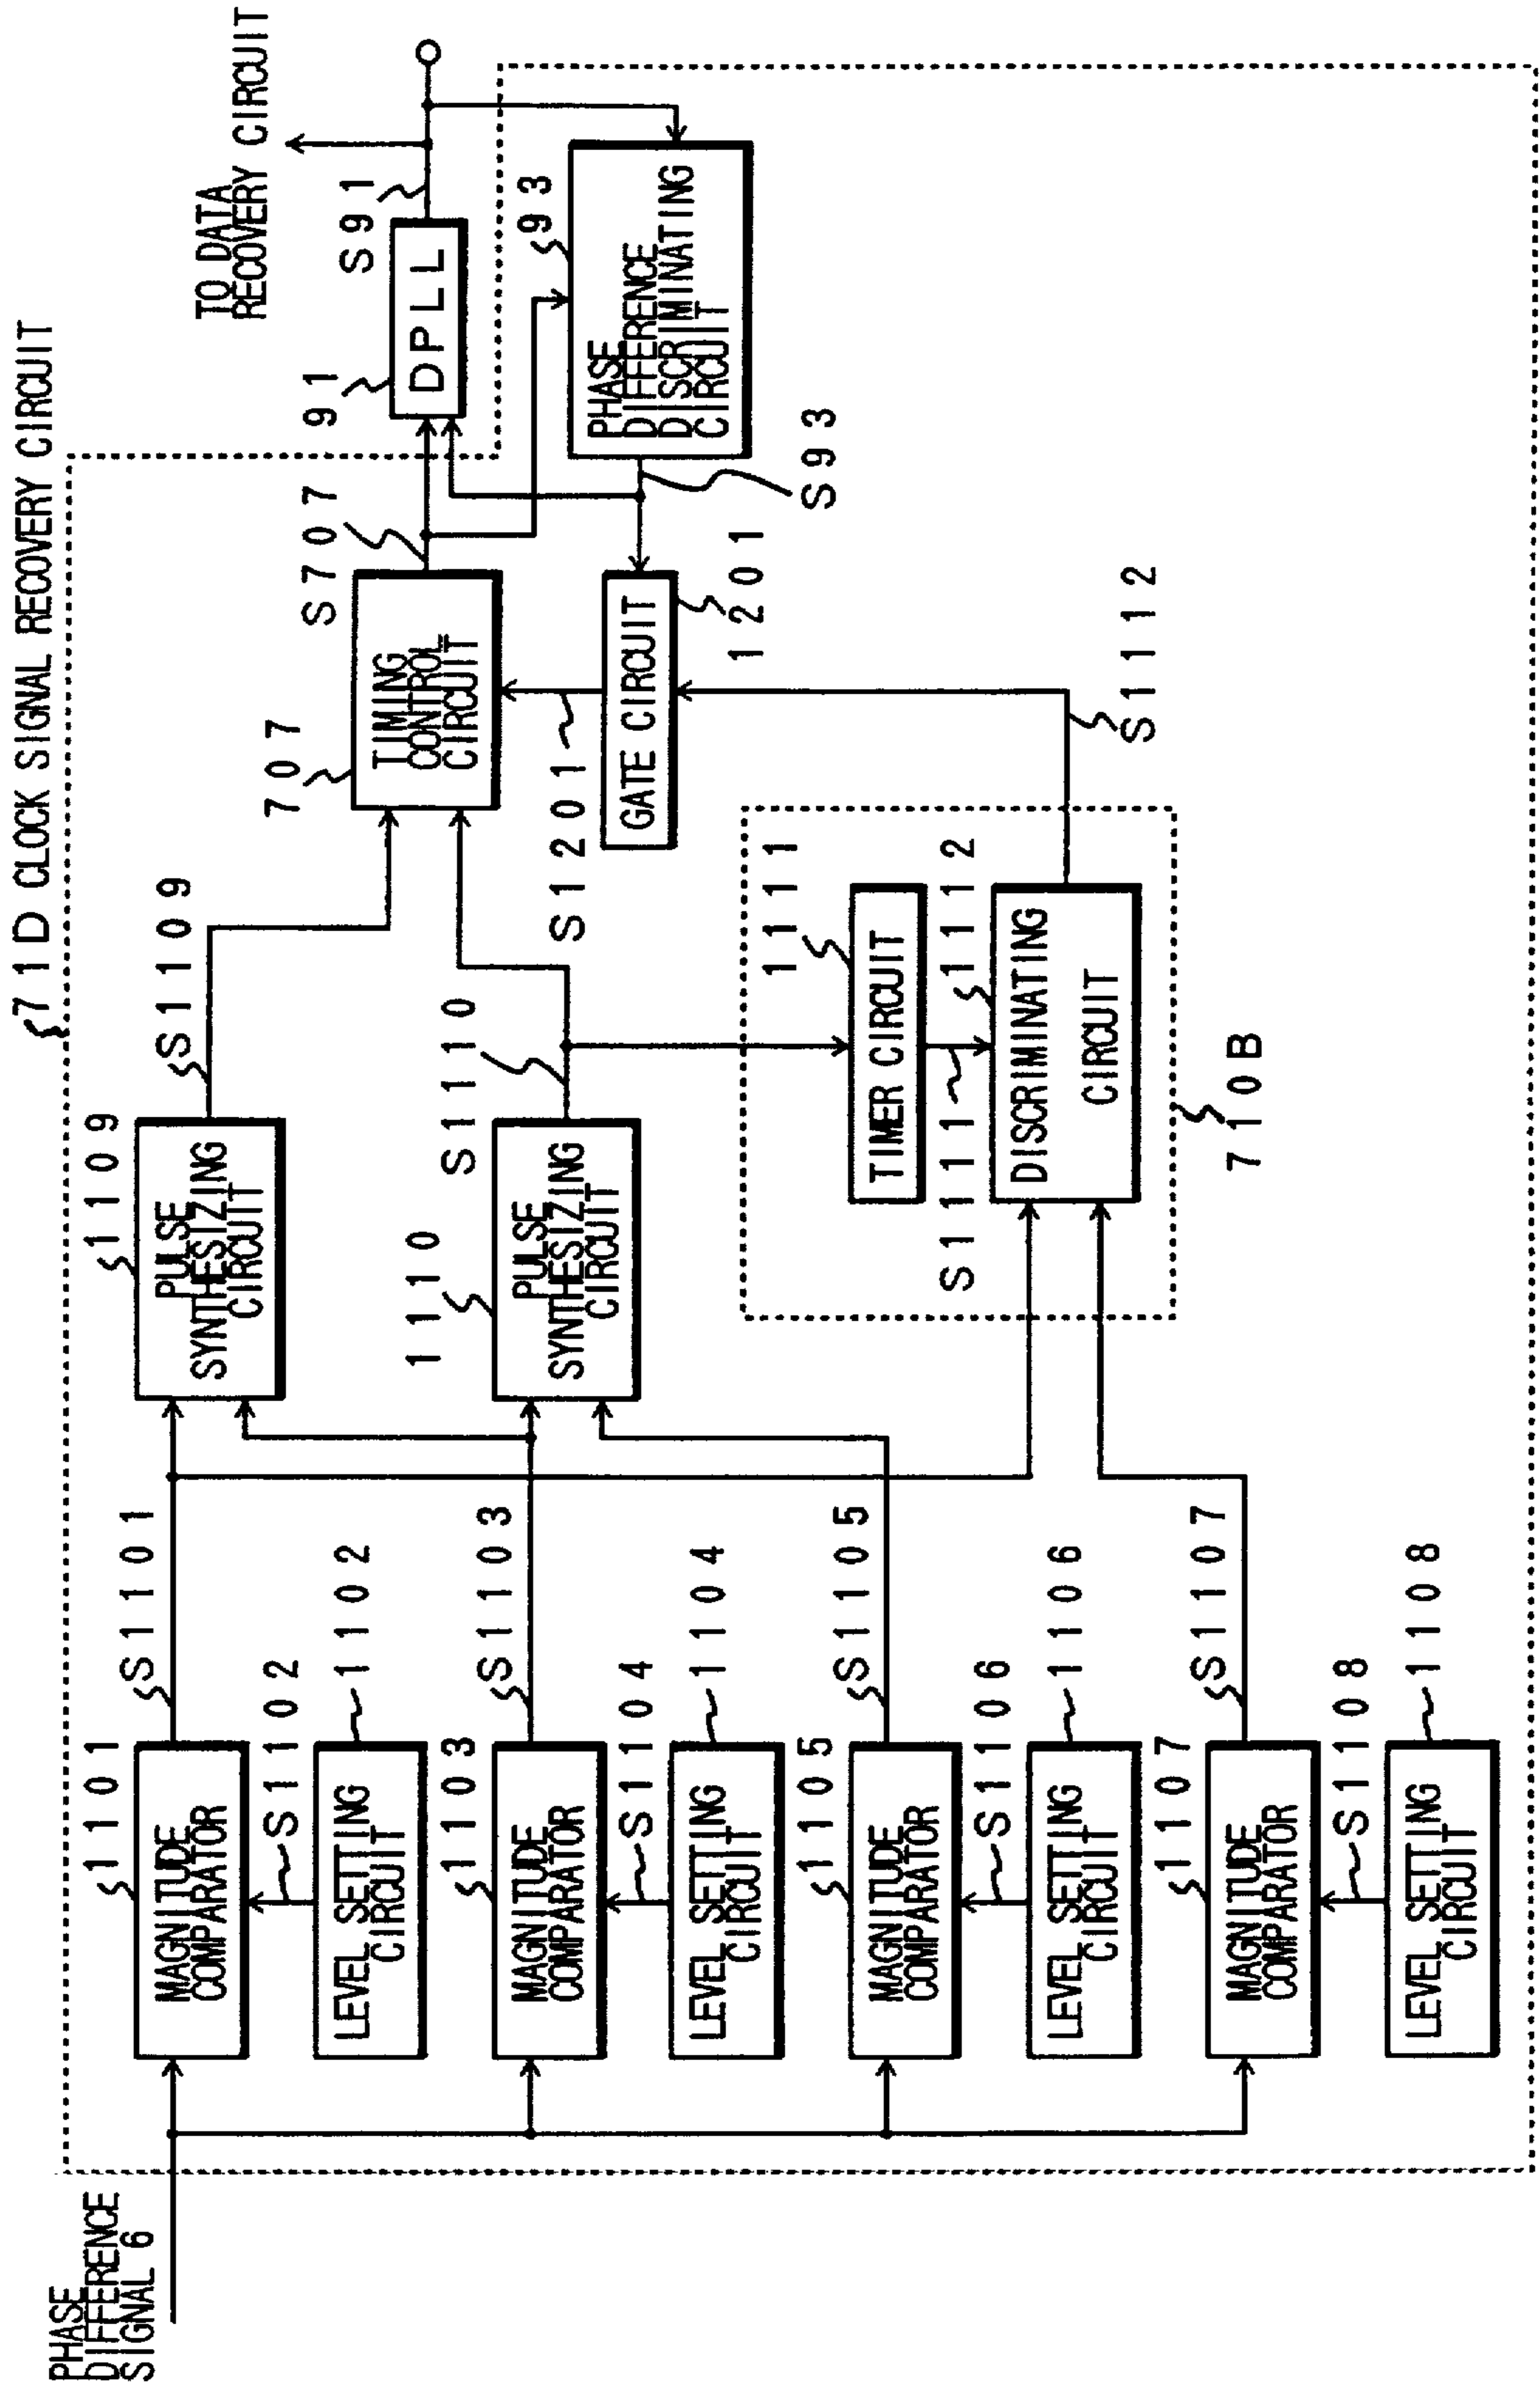 71D CLOCK SIGNAL RECOVERY CIRCUIT
PHASE
DIFFERENCE
SIGNAL 6
1101
MAGNITUDE
COMPARATOR
S1101
S1102
LEVEL SETTING
CIRCUIT
1102
1103
MAGNITUDE
COMPARATOR
S1103
S1104
LEVEL SETTING
CIRCUIT
1104
1105
MAGNITUDE
COMPARATOR
S1105
S1106
LEVEL SETTING
CIRCUIT
1106
1107
MAGNITUDE
COMPARATOR
S1107
S1108
LEVEL SETTING
CIRCUIT
1108
1109
PULSE
SYNTHESIZING
CIRCUIT
S1109
1110
PULSE
SYNTHESIZING
CIRCUIT
S1110
1111
TIMER CIRCUIT
S1111
1112
DISCRIMINATING
CIRCUIT
710B
S1112
707
TIMING
CONTROL
CIRCUIT
S707
S1201
GATE CIRCUIT
1201
91
DPLL
S91
TO DATA
RECOVERY CIRCUIT
93
PHASE
DIFFERENCE
DISCRIMINATING
CIRCUIT
S93